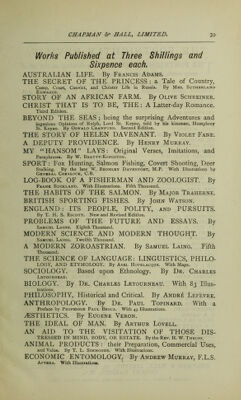 CHAPMAN & HALL, LIMITED. 39
Works Published at Three Shillings and
Sixpence each.
AUSTRALIAN LIFE. By FRANCIS ADAMS.
THE SECRET OF THE PRINCESS: a Tale of Country,
Camp, Court, Convict, and Cloister Life in Russia. By MRS. SUTHERLAND
EDWARDS.
STORY OF AN AFRICAN FARM. By OLIVE SCHREINER.
CHRIST THAT IS TO BE, THE: A Latter-day Romance.
Third Edition.
BEYOND THE SEAS; being the surprising Adventures and
ingenious Opinions of Ralph, Lord St. Keyne, told by his kinsman, Humphrey
St. Keyne. By OSWALD CRAWFURD. Second Edition.
THE STORY OF HELEN DAVENANT. By VIOLET FANE.
A DEPUTY PROVIDENCE. By HENRY MURRAY.
MY "HANSOM" LAYS: Original Verses, Imitations, and
Paraphrases. By W. BEATTY-KINGSTON.
SPORT: Fox Hunting, Salmon Fishing, Covert Shooting, Deer
Stalking. By the late W. BROMLEY DAVENPORT, M.P. With Illustrations by
GENERAL CREALOCK, C.B.
LOG-BOOK OF A FISHERMAN AND ZOOLOGIST. By
FRANK BUCKLAND. With Illustrations. Fifth Thousand.
THE HABITS OF THE SALMON. By MAJOR TRAHERNE.
BRITISH SPORTING FISHES. By JOHN WATSON.
ENGLAND: ITS PEOPLE, POLITY, AND PURSUITS.
By T. H. S. ESCOTT. New and Revised Edition.
PROBLEMS OF THE FUTURE AND ESSAYS. By
SAMUEL LAING. Eighth Thousand.
MODERN SCIENCE AND MODERN THOUGHT. By
SAMUEL LAING. Twelfth Thousand.
A MODERN ZOROASTRIAN. By SAMUEL LAING. Fifth
Thousand.
THE SCIENCE OF LANGUAGE: LINGUISTICS, PHILO-
LOGY, AND ETYMOLOGY. By ABEL HOVELACQUE. With Maps.
SOCIOLOGY. Based upon Ethnology. By DR. CHARLES
LETOURNEAU.
BIOLOGY. By DR. CHARLES LETOURNEAU. With 83 Illus-
trations.
PHILOSOPHY, Historical and Critical. By ANDRÉ LEFÈVRE.
ANTHROPOLOGY. By DR. PAUL TOPINARD. With a
Preface by PROFESSOR PAUL BROCA. With 49 Illustrations.
ÆSTHETICS. By EUGENE VERON.
THE IDEAL OF MAN. By ARTHUR LOVELL.
AN AID TO THE VISITATION OF THOSE DIS-
TRESSED IN MIND, BODY, OR ESTATE. By the REV. H. W. THRUPP.
ANIMAL PRODUCTS: their Preparation, Commercial Uses,
and Value. By T. L. SIMMONDS. With Illustrations.
ECONOMIC ENTOMOLOGY, By ANDREW MURRAY, F.L.S.
APTERA. With Illustrations.